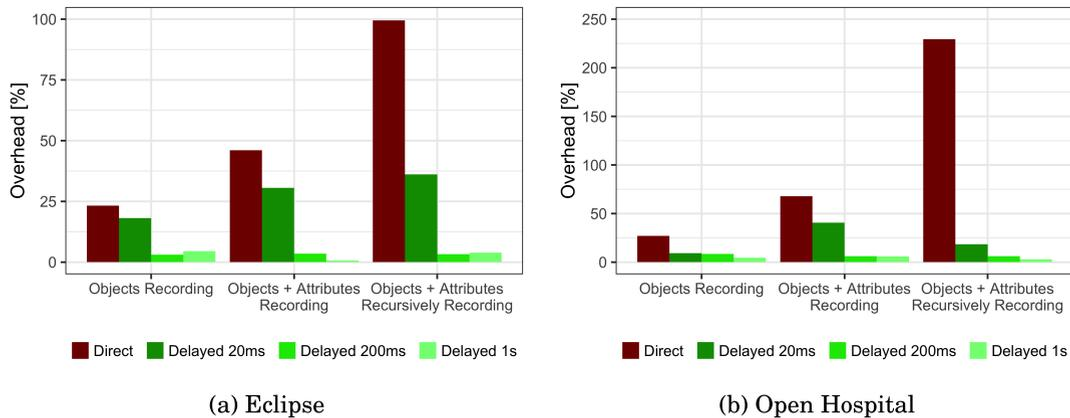 Overhead [%]
100
75
50
25
0
Objects Recording
Objects + Attributes
Recording
Objects + Attributes
Recursively Recording
Direct
Delayed 20ms
Delayed 200ms
Delayed 1s
(a) Eclipse
Overhead [%]
250
200
150
100
50
0
Objects Recording
Objects + Attributes
Recording
Objects + Attributes
Recursively Recording
Direct
Delayed 20ms
Delayed 200ms
Delayed 1s
(b) Open Hospital